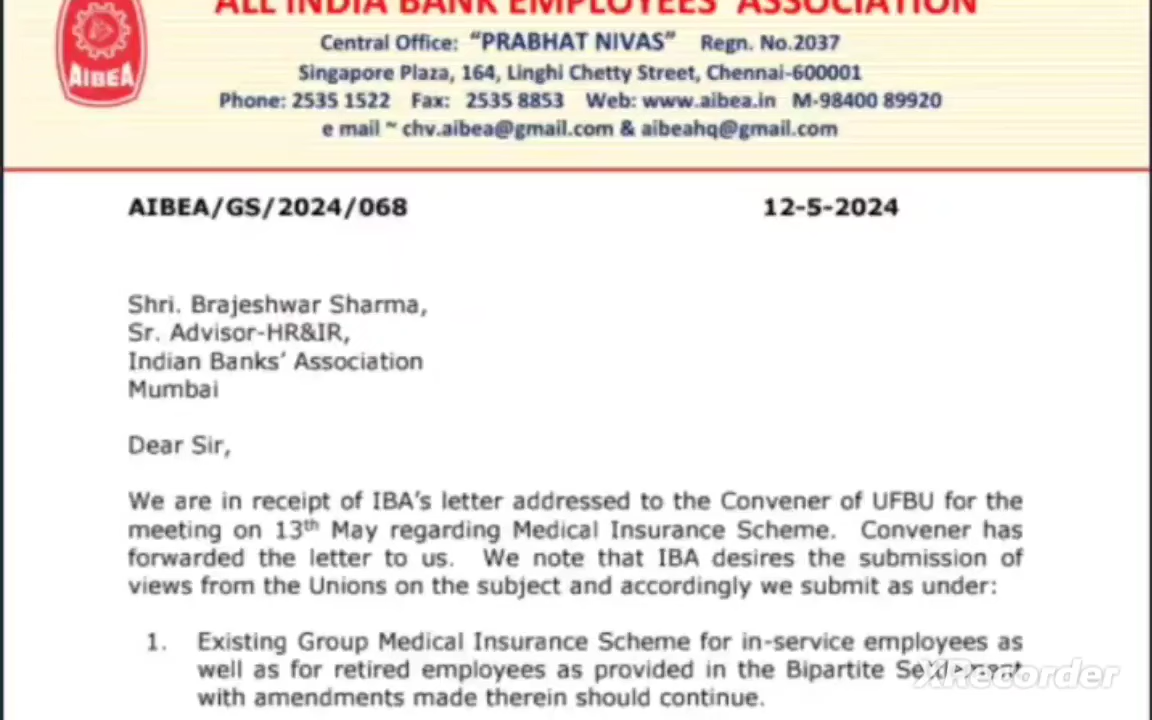 ALL INDIA BANK EMPLOYEES' ASSOCIATION
Central Office: "PRABHAT NIVAS" Regn. No.2037
Singapore Plaza, 164, Linghi Chetty Street, Chennai-600001
Phone: 2535 1522 Fax: 2535 8853 Web: www.aibea.in M-98400 89920
e mail ~ chv.aibea@gmail.com & aibeahq@gmail.com
AIBEA
AIBEA/GS/2024/068 12-5-2024
Shri. Brajeshwar Sharma,
Sr. Advisor-HR&IR,
Indian Banks' Association
Mumbai
Dear Sir,
We are in receipt of IBA's letter addressed to the Convener of UFBU for the
meeting on 13th May regarding Medical Insurance Scheme. Convener has
forwarded the letter to us. We note that IBA desires the submission of
views from the Unions on the subject and accordingly we submit as under:
1. Existing Group Medical Insurance Scheme for in-service employees as
well as for retired employees as provided in the Bipartite Settlement
with amendments made therein should continue.
XRecorder